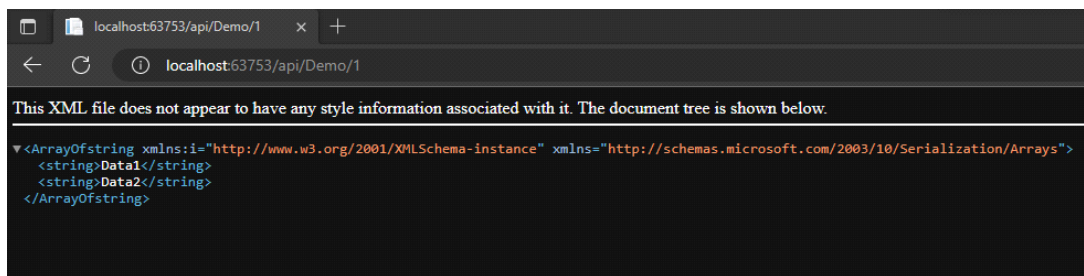 localhost:63753/api/Demo/1
localhost:63753/api/Demo/1
This XML file does not appear to have any style information associated with it. The document tree is shown below.
▼<ArrayOfstring xmlns:i="http://www.w3.org/2001/XMLSchema-instance" xmlns="http://schemas.microsoft.com/2003/10/Serialization/Arrays">
<string>Data1</string>
<string>Data2</string>
</ArrayOfstring>